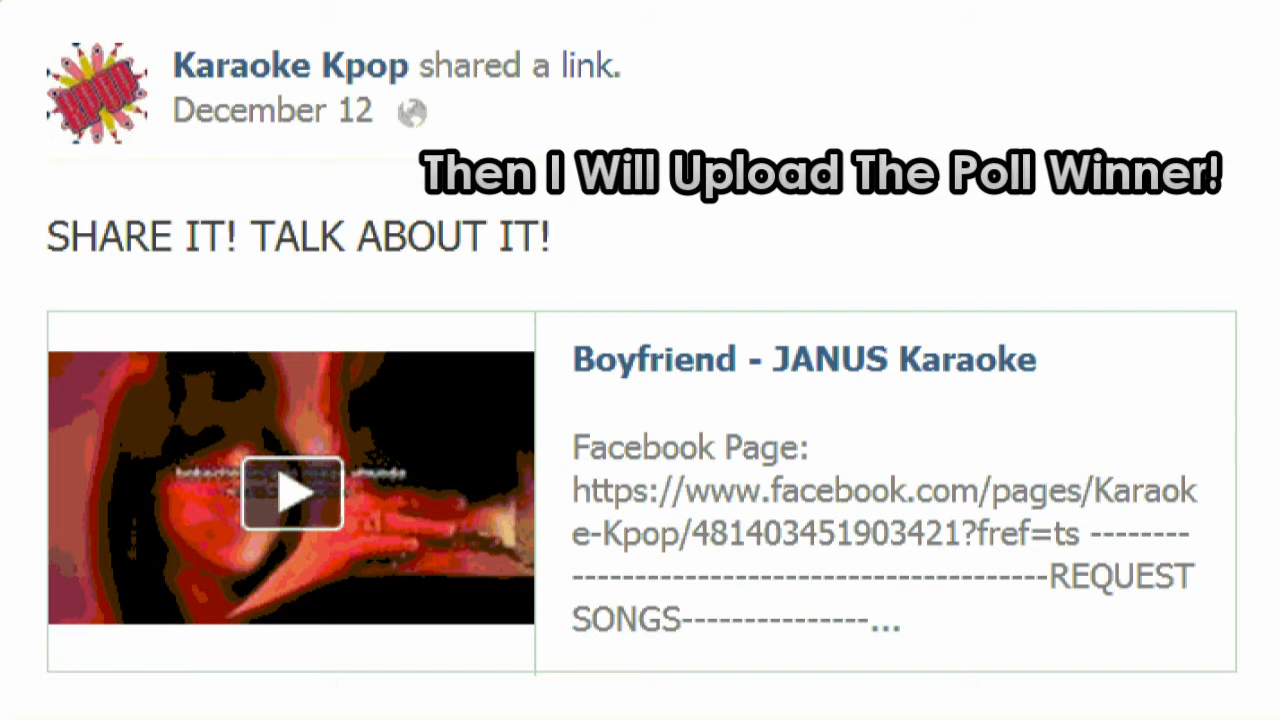 KPOP
Karaoke Kpop shared a link.
December 12
Then I Will Upload The Poll Winner!
SHARE IT! TALK ABOUT IT!
Boyfriend - JANUS Karaoke
Facebook Page:
https://www.facebook.com/pages/Karaok
e-Kpop/481403451903421?fref=ts --------
--------------------------------------REQUEST
SONGS---------------...